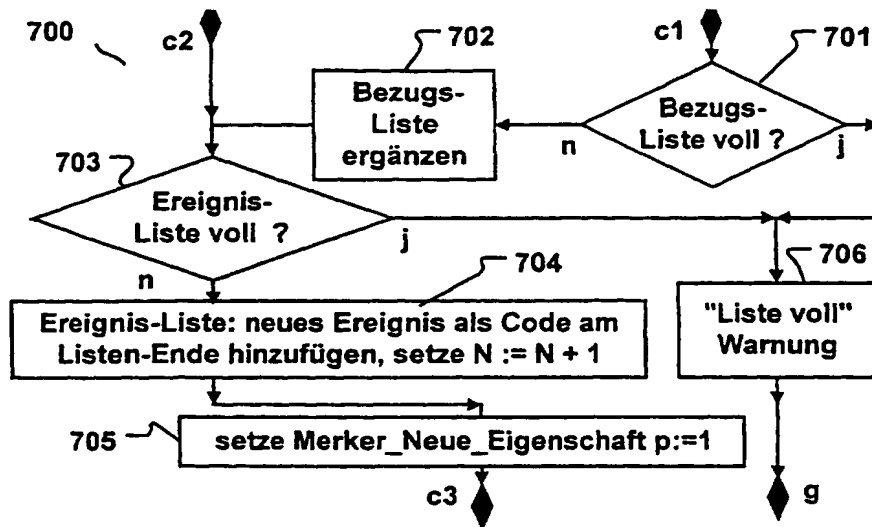 700
c2
702
c1
701
Bezugs-
Liste
ergänzen
Bezugs-
Liste voll ?
n
j
703
Ereignis-
Liste voll ?
j
n
704
706
Ereignis-Liste: neues Ereignis als Code am
Listen-Ende hinzufügen, setze N := N + 1
"Liste voll"
Warnung
705
setze Merker_Neue_Eigenschaft p:=1
c3
g